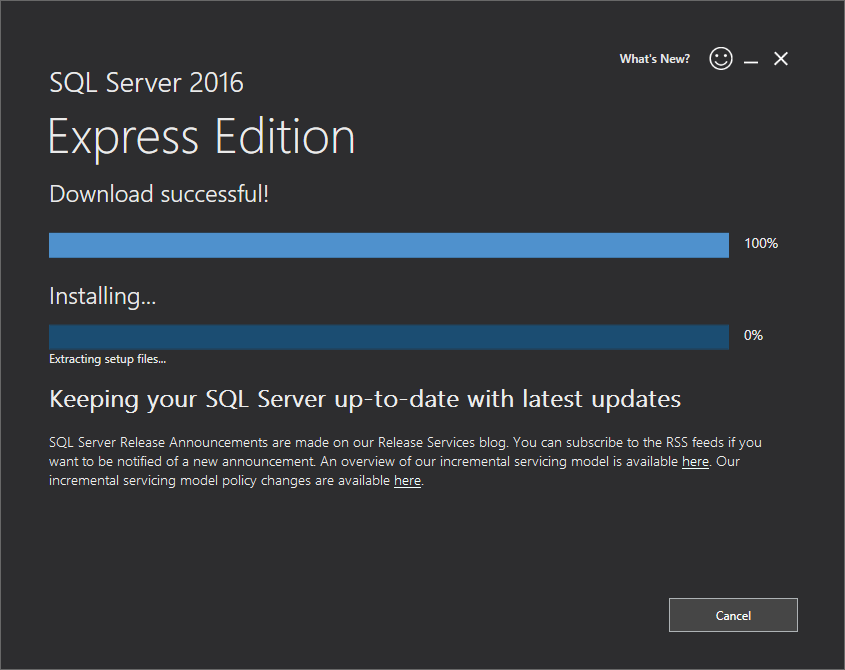 What's New?
SQL Server 2016
Express Edition
Download successful!
100%
Installing...
0%
Extracting setup files...
Keeping your SQL Server up-to-date with latest updates
SQL Server Release Announcements are made on our Release Services blog. You can subscribe to the RSS feeds if you
want to be notified of a new announcement. An overview of our incremental servicing model is available here. Our
incremental servicing model policy changes are available here.
Cancel